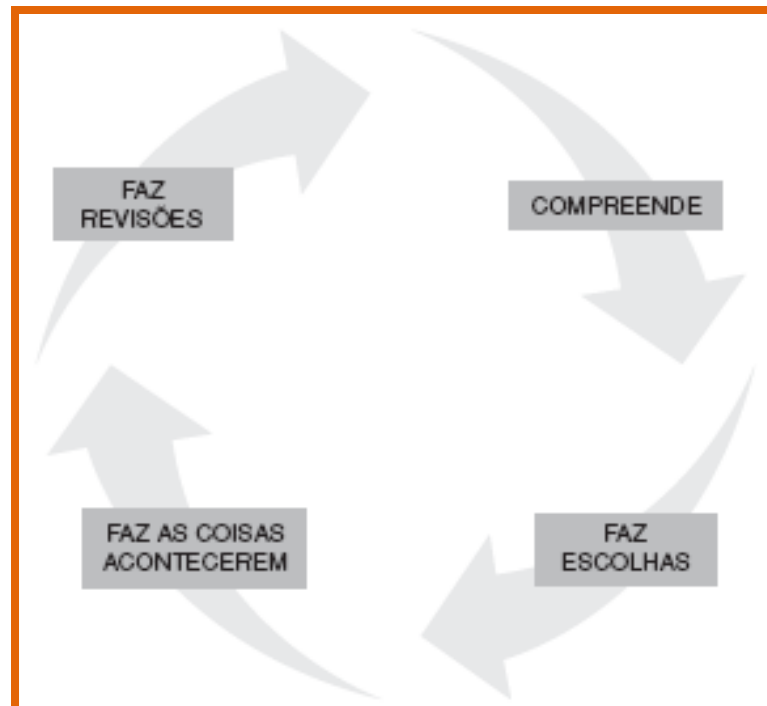 FAZ
REVISÕES
COMPREENDE
FAZ AS COISAS
ACONTECEREM
FAZ
ESCOLHAS